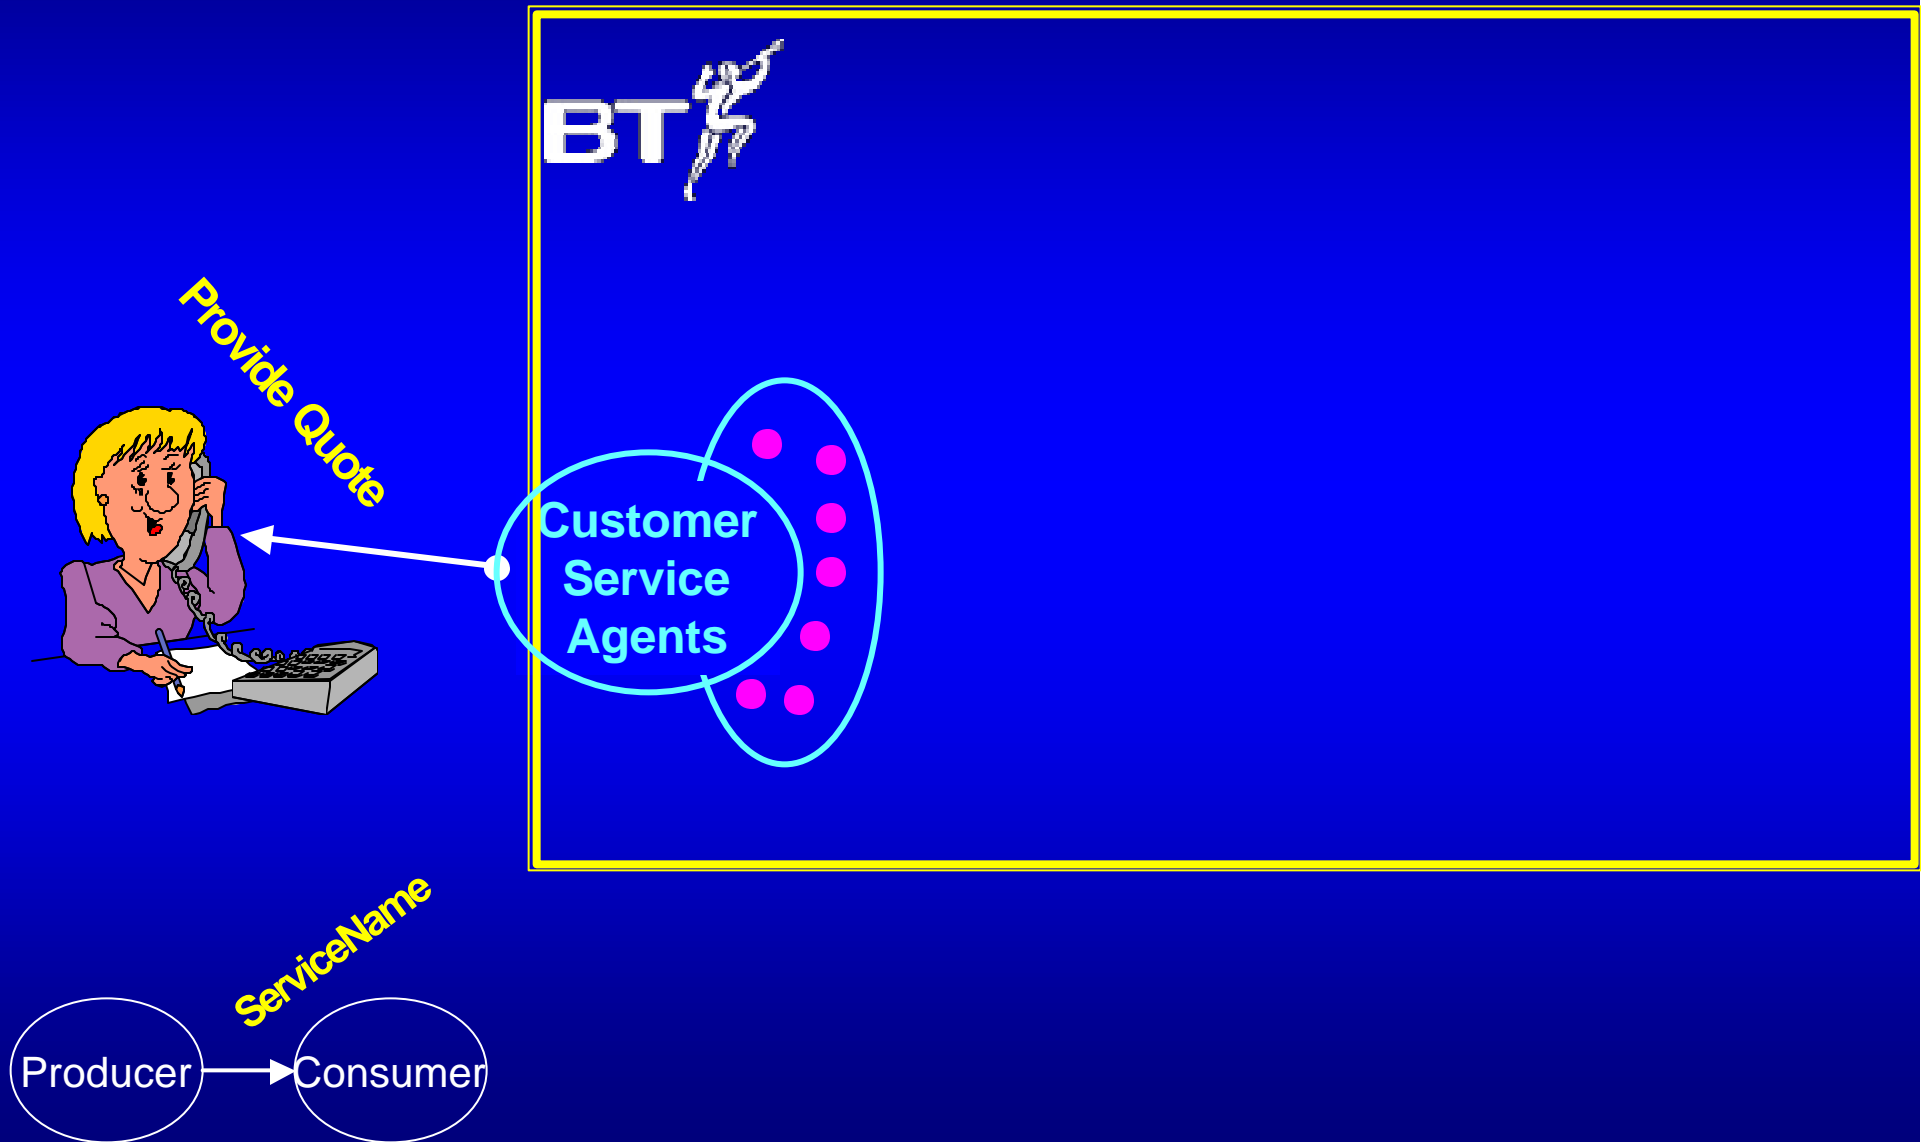 BT
Provide Quote
Customer
Service
Agents
ServiceName
Producer
Consumer